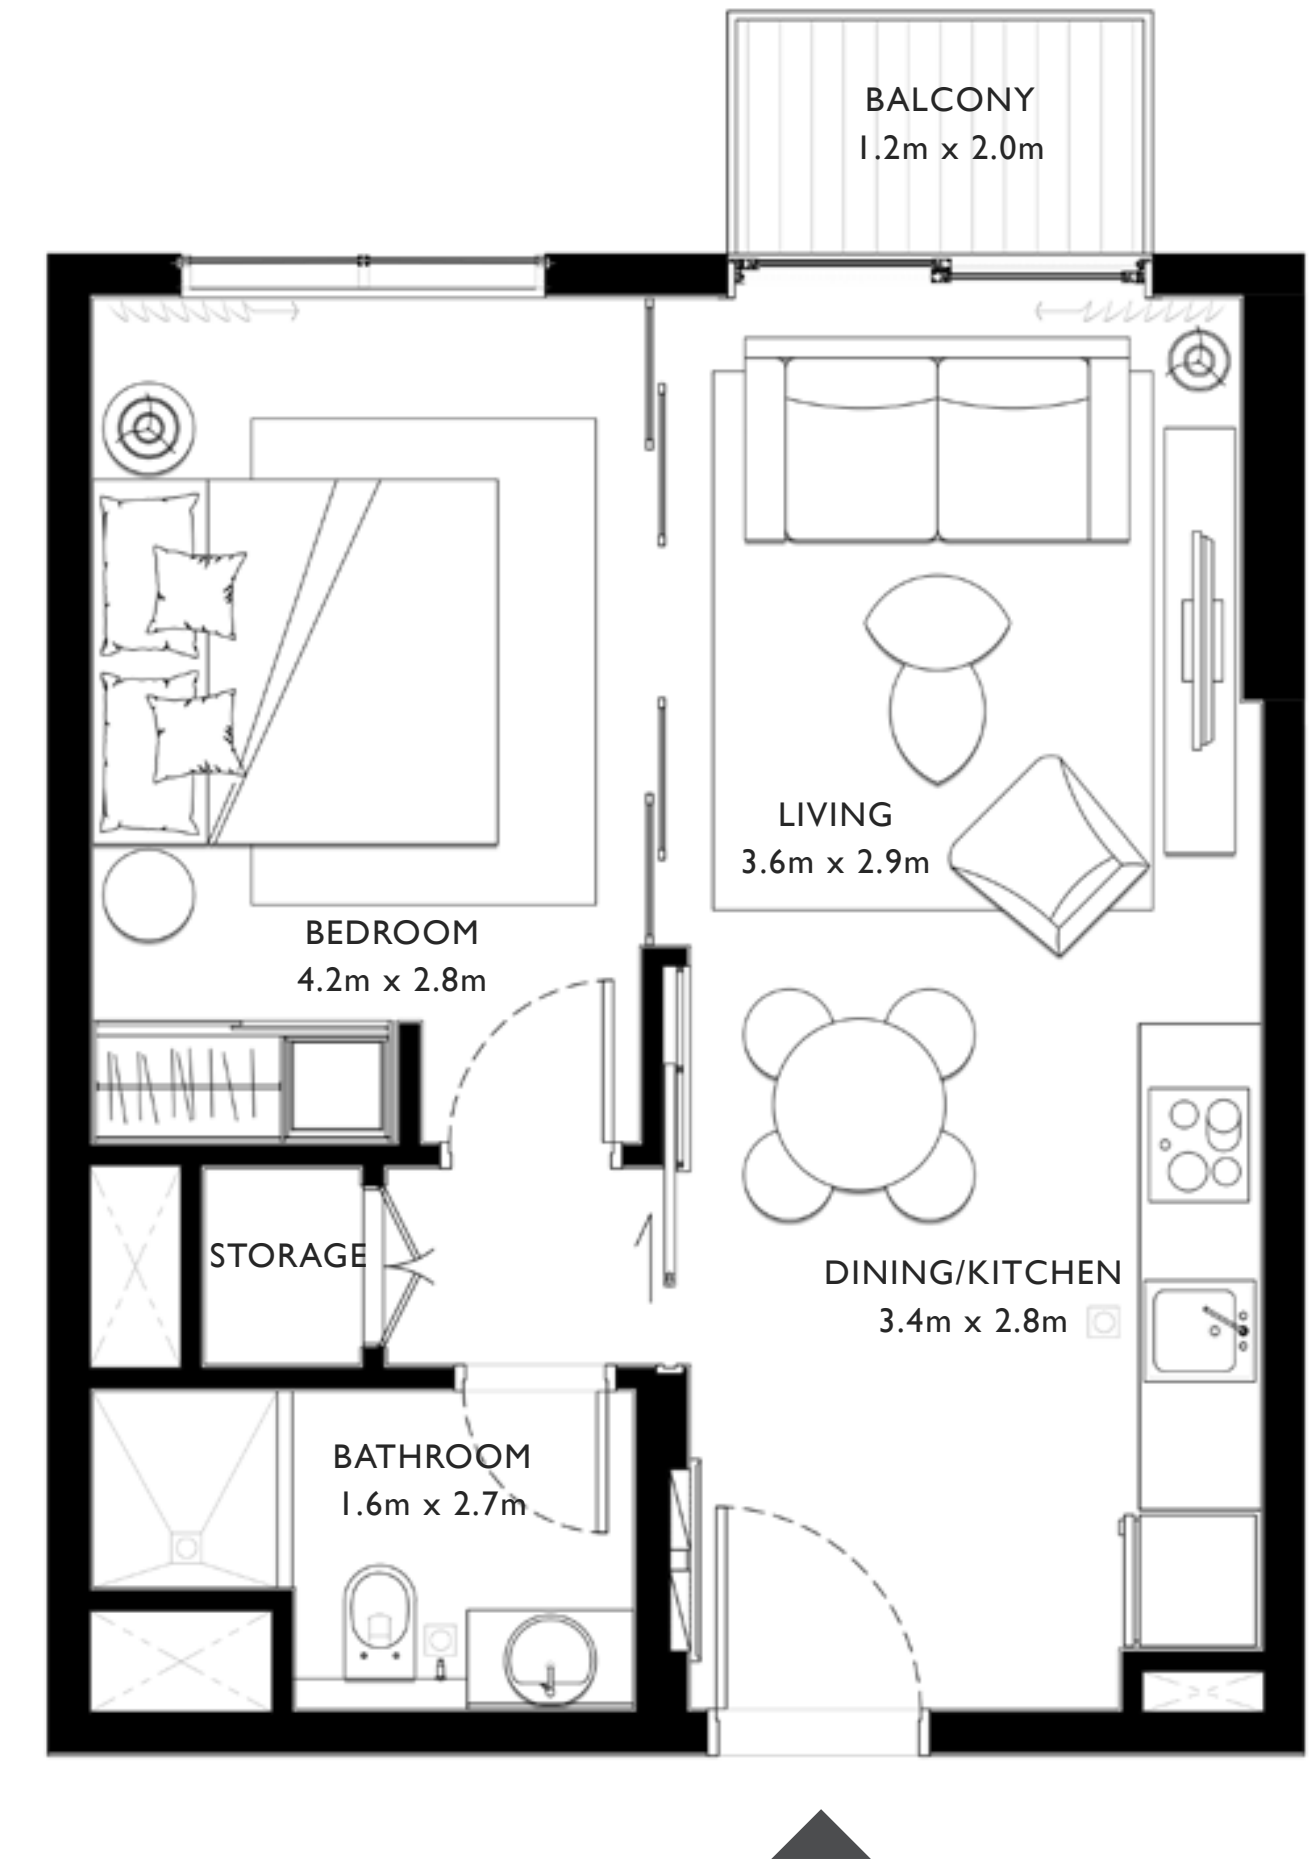 BALCONY
1.2m x 2.0m
LIVING
3.6m x 2.9m
BEDROOM
4.2m x 2.8m
STORAGE
DINING/KITCHEN
3.4m x 2.8m
BATHROOM
1.6m x 2.7m